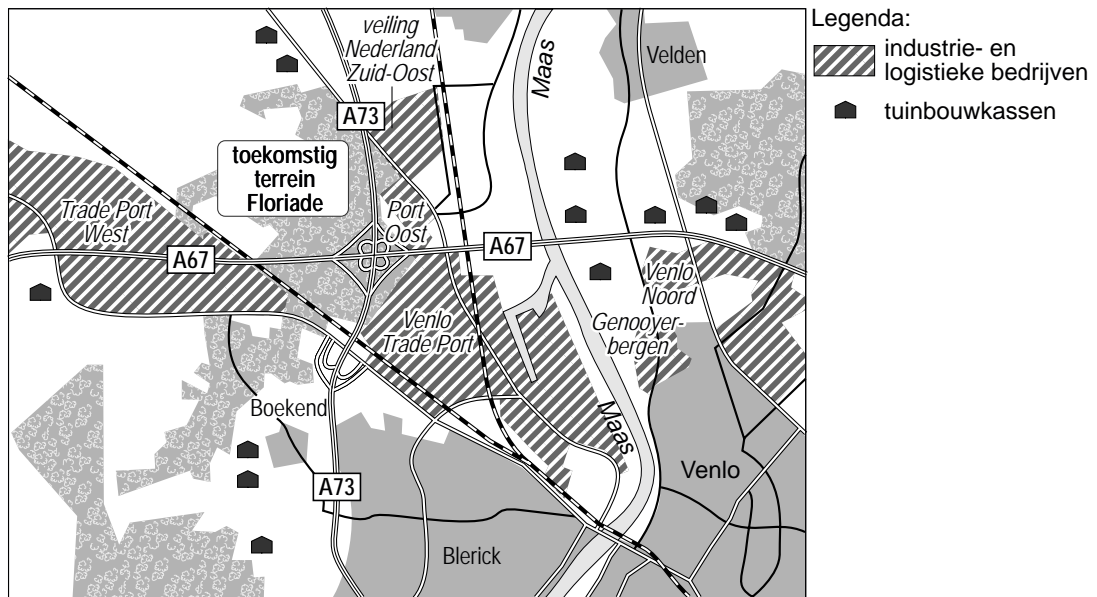 veiling
Nederland
Zuid-Oost
Maas
Velden
A73
toekomstig
terrein
Floriade
Trade Port
West
Port
Oost
A67
A67
Venlo
Noord
Genooyer-
bergen
Venlo
Trade Port
Boekend
Maas
A73
Venlo
Blerick
Legenda:
industrie- en
logistieke bedrijven
tuinbouwkassen